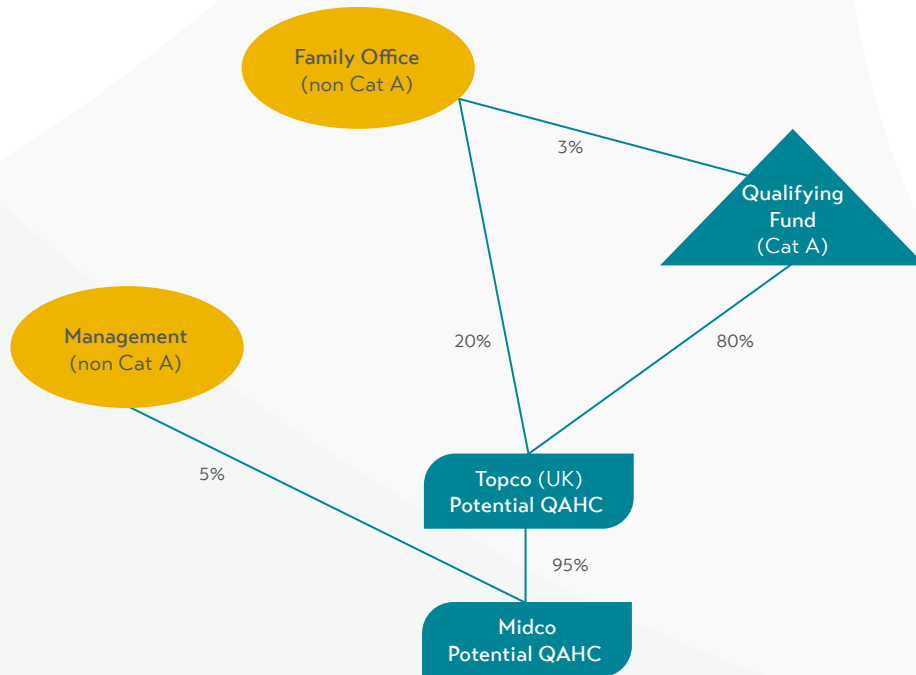 Family Office
(non Cat A)
3%
Qualifying
Fund
(Cat A)
Management
(non Cat A)
20%
80%
5%
Topco (UK)
Potential QAHC
95%
Midco
Potential QAHC